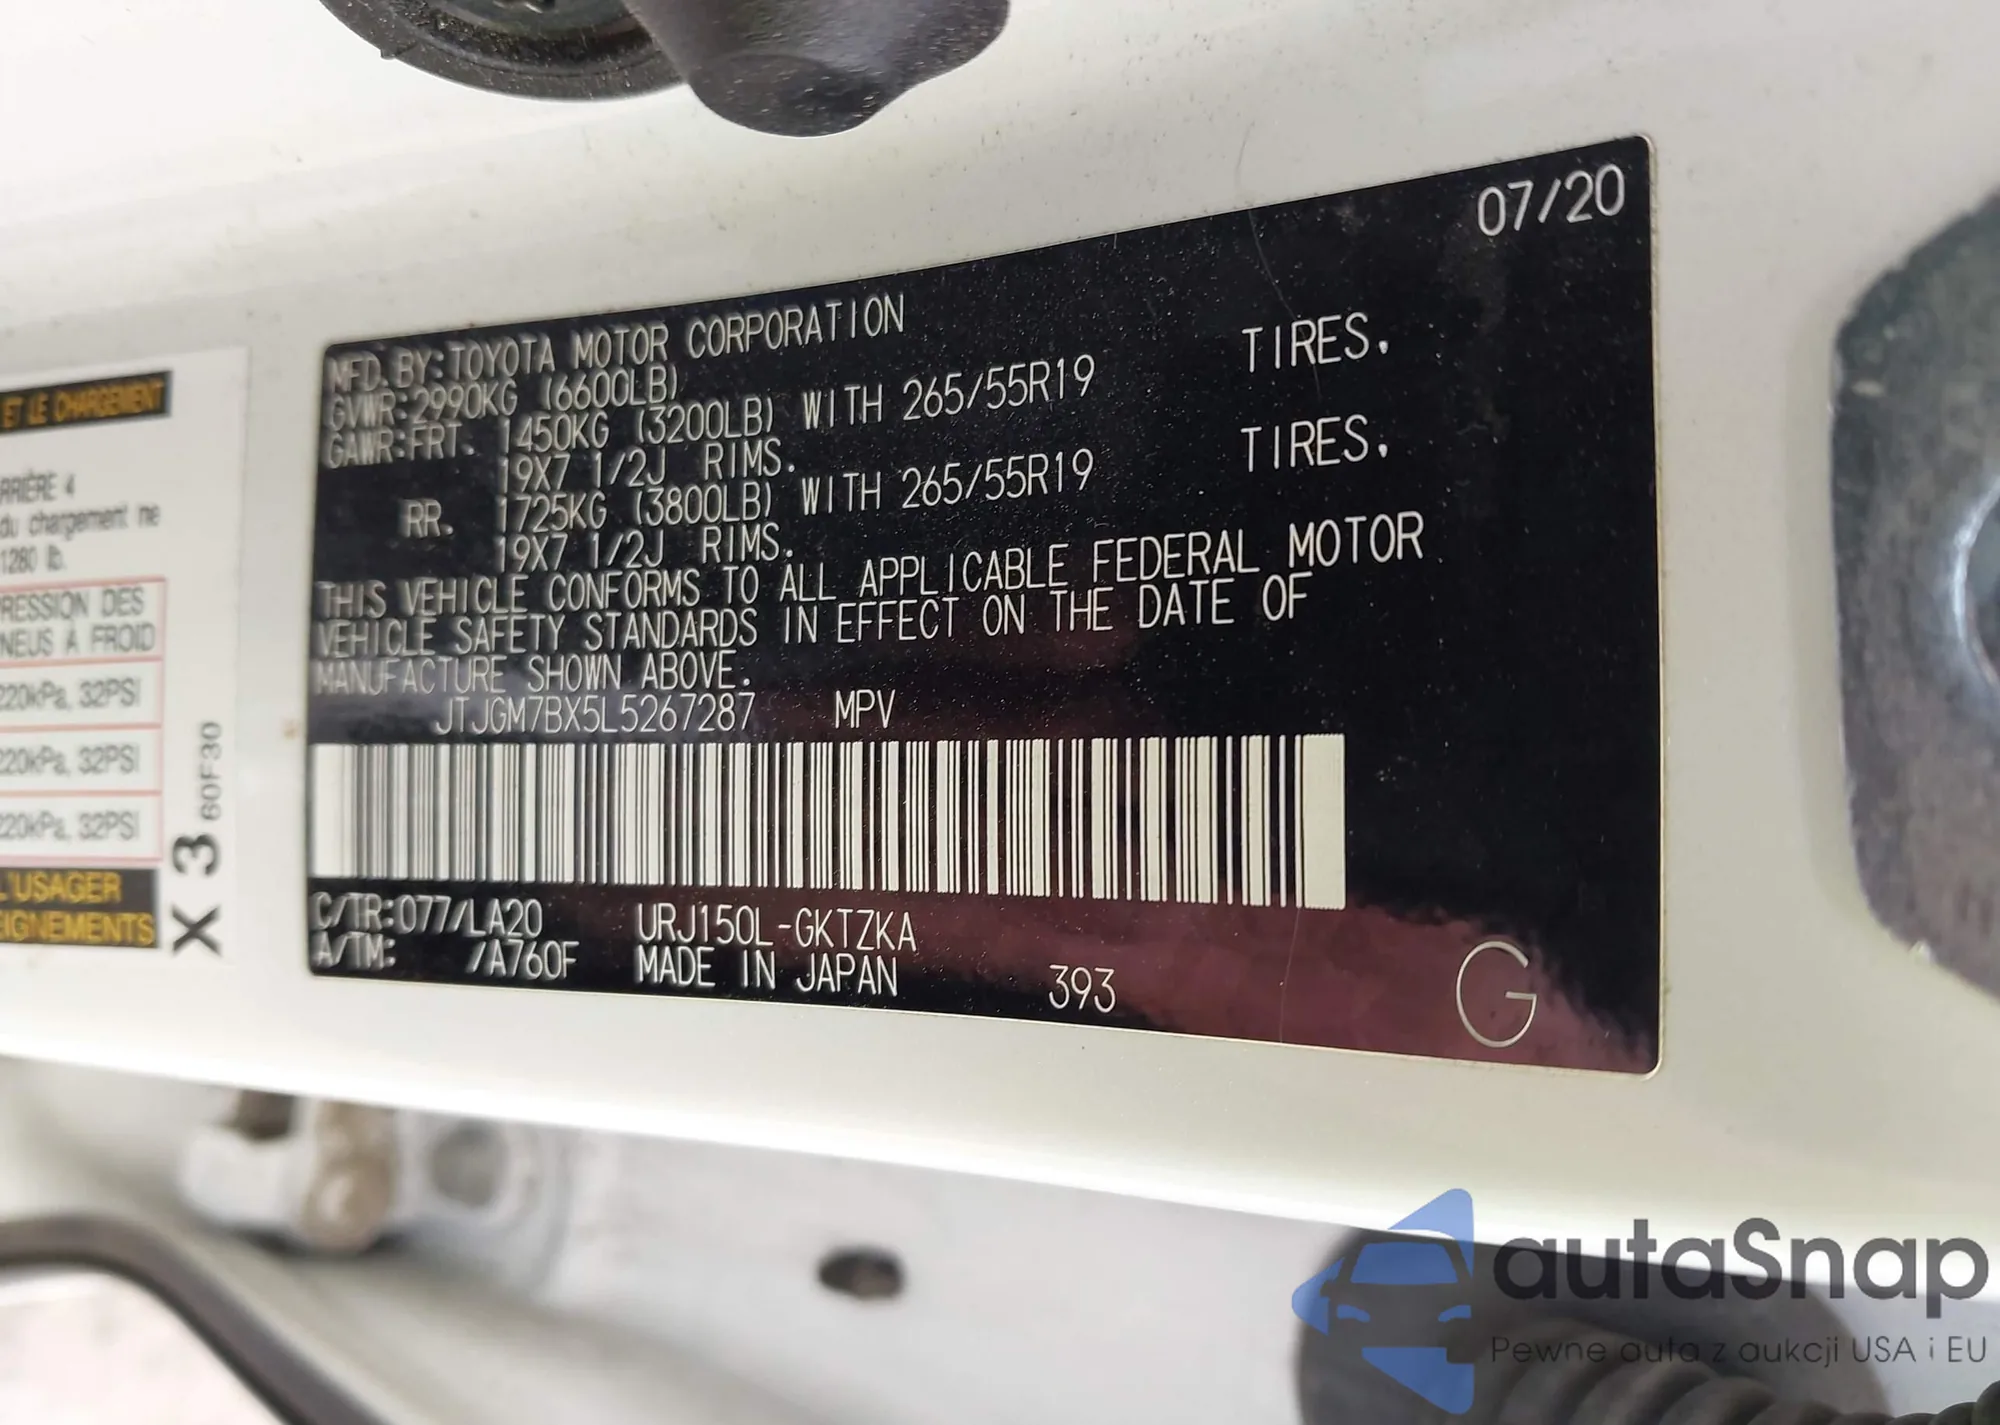 07/20
MFD. BY: TOYOTA MOTOR CORPORATION
GVWR: 2990KG (6600LB)
GAWR: FRT. 1450KG (3200LB) WITH 265/55R19 TIRES,
19X7 1/2J RIMS.
RR. 1725KG (3800LB) WITH 265/55R19 TIRES,
19X7 1/2J RIMS.
THIS VEHICLE CONFORMS TO ALL APPLICABLE FEDERAL MOTOR
VEHICLE SAFETY STANDARDS IN EFFECT ON THE DATE OF
MANUFACTURE SHOWN ABOVE.
JTJGM7BX5L5267287 MPV
C/TR: 077/LA20 URJ150L-GKTZKA
A/TM: /A760F MADE IN JAPAN 393
G
ET LE CHARGEMENT
RRIÈRE 4
du chargement ne
1280 lb.
RESSION DES
NEUS À FROID
220kPa, 32PSI
220kPa, 32PSI
220kPa, 32PSI
L'USAGER
EIGNEMENTS
X 3 60F30
autaSnap
Pewne auta z aukcji USA i EU